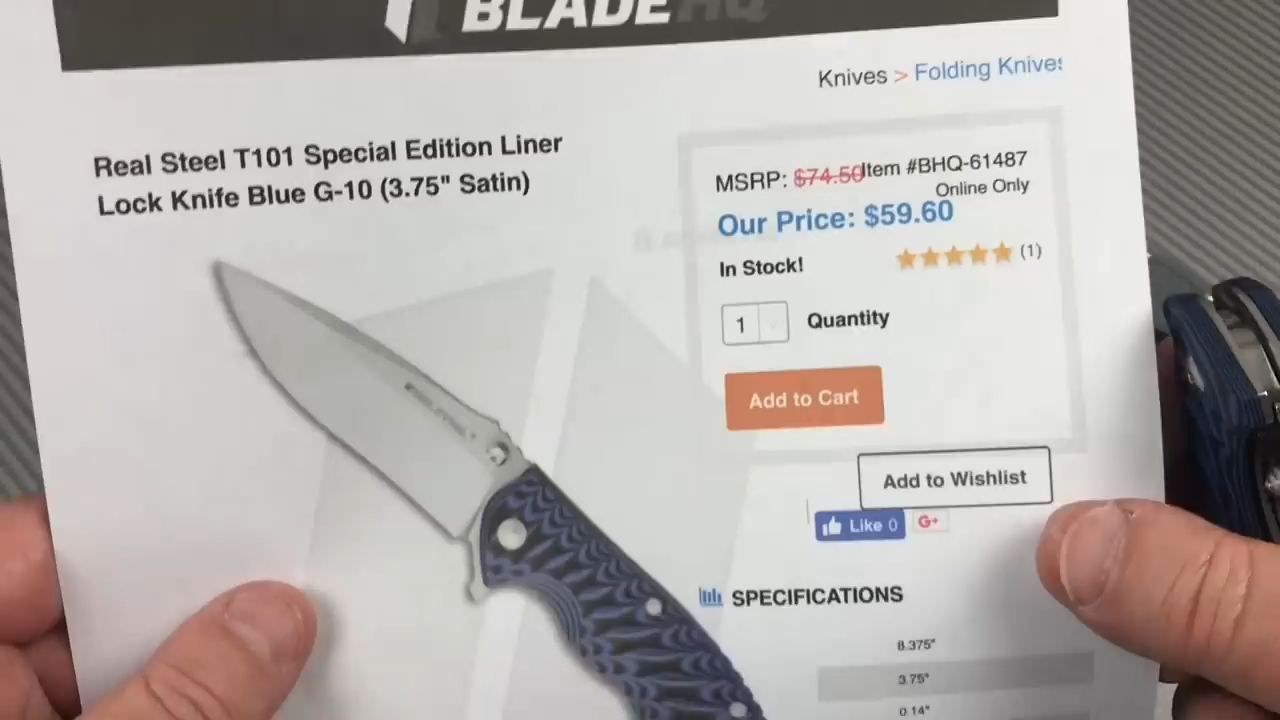 BLADE HQ
Knives > Folding Knives
Real Steel T101 Special Edition Liner
Lock Knife Blue G-10 (3.75" Satin)
MSRP: $74.50 Item #BHQ-61487
Online Only
Our Price: $59.60
In Stock!
(1)
1 Quantity
Add to Cart
Add to Wishlist
Like 0
G+
SPECIFICATIONS
8.375"
3.75"
0.14"